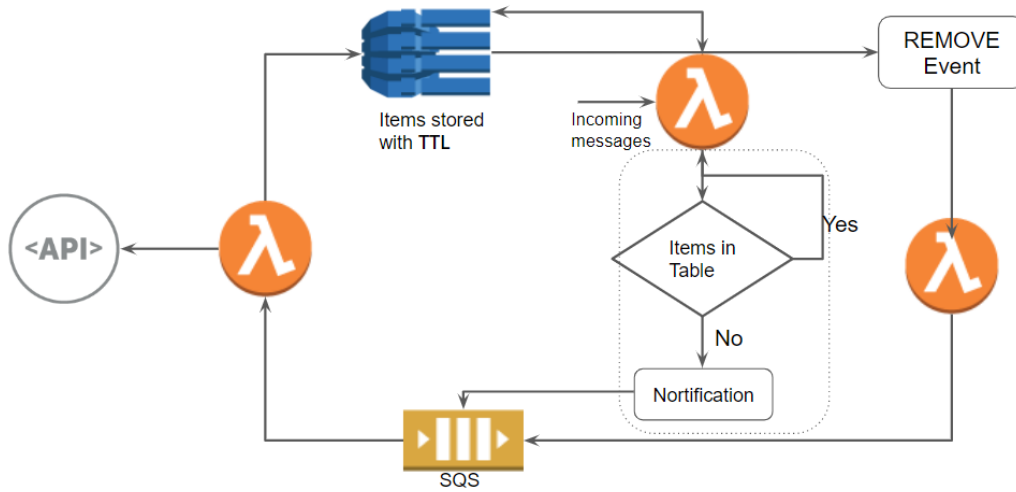 REMOVE
Event
Items stored
with TTL
Incoming
messages
<API>
Yes
Items in
Table
No
Nortification
SQS